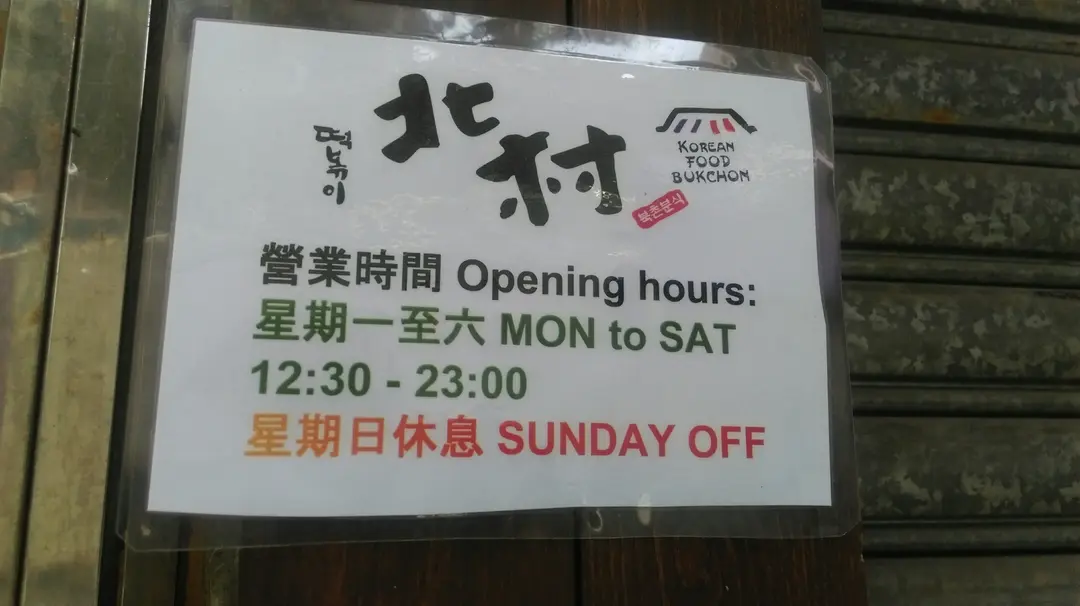 떡볶이
北村
KOREAN
FOOD
BUKCHON
북촌분식
營業時間 Opening hours:
星期一至六 MON to SAT
12:30 - 23:00
星期日休息 SUNDAY OFF